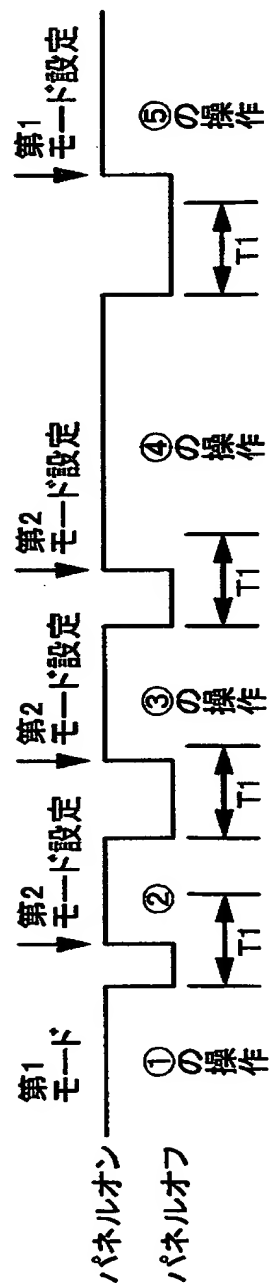 第1
モード
第2
モード設定
第2
モード設定
第2
モード設定
第1
モード設定
パネルオン
パネルオフ
①の操作
②
③の操作
④の操作
⑤の操作
T1
T1
T1
T1